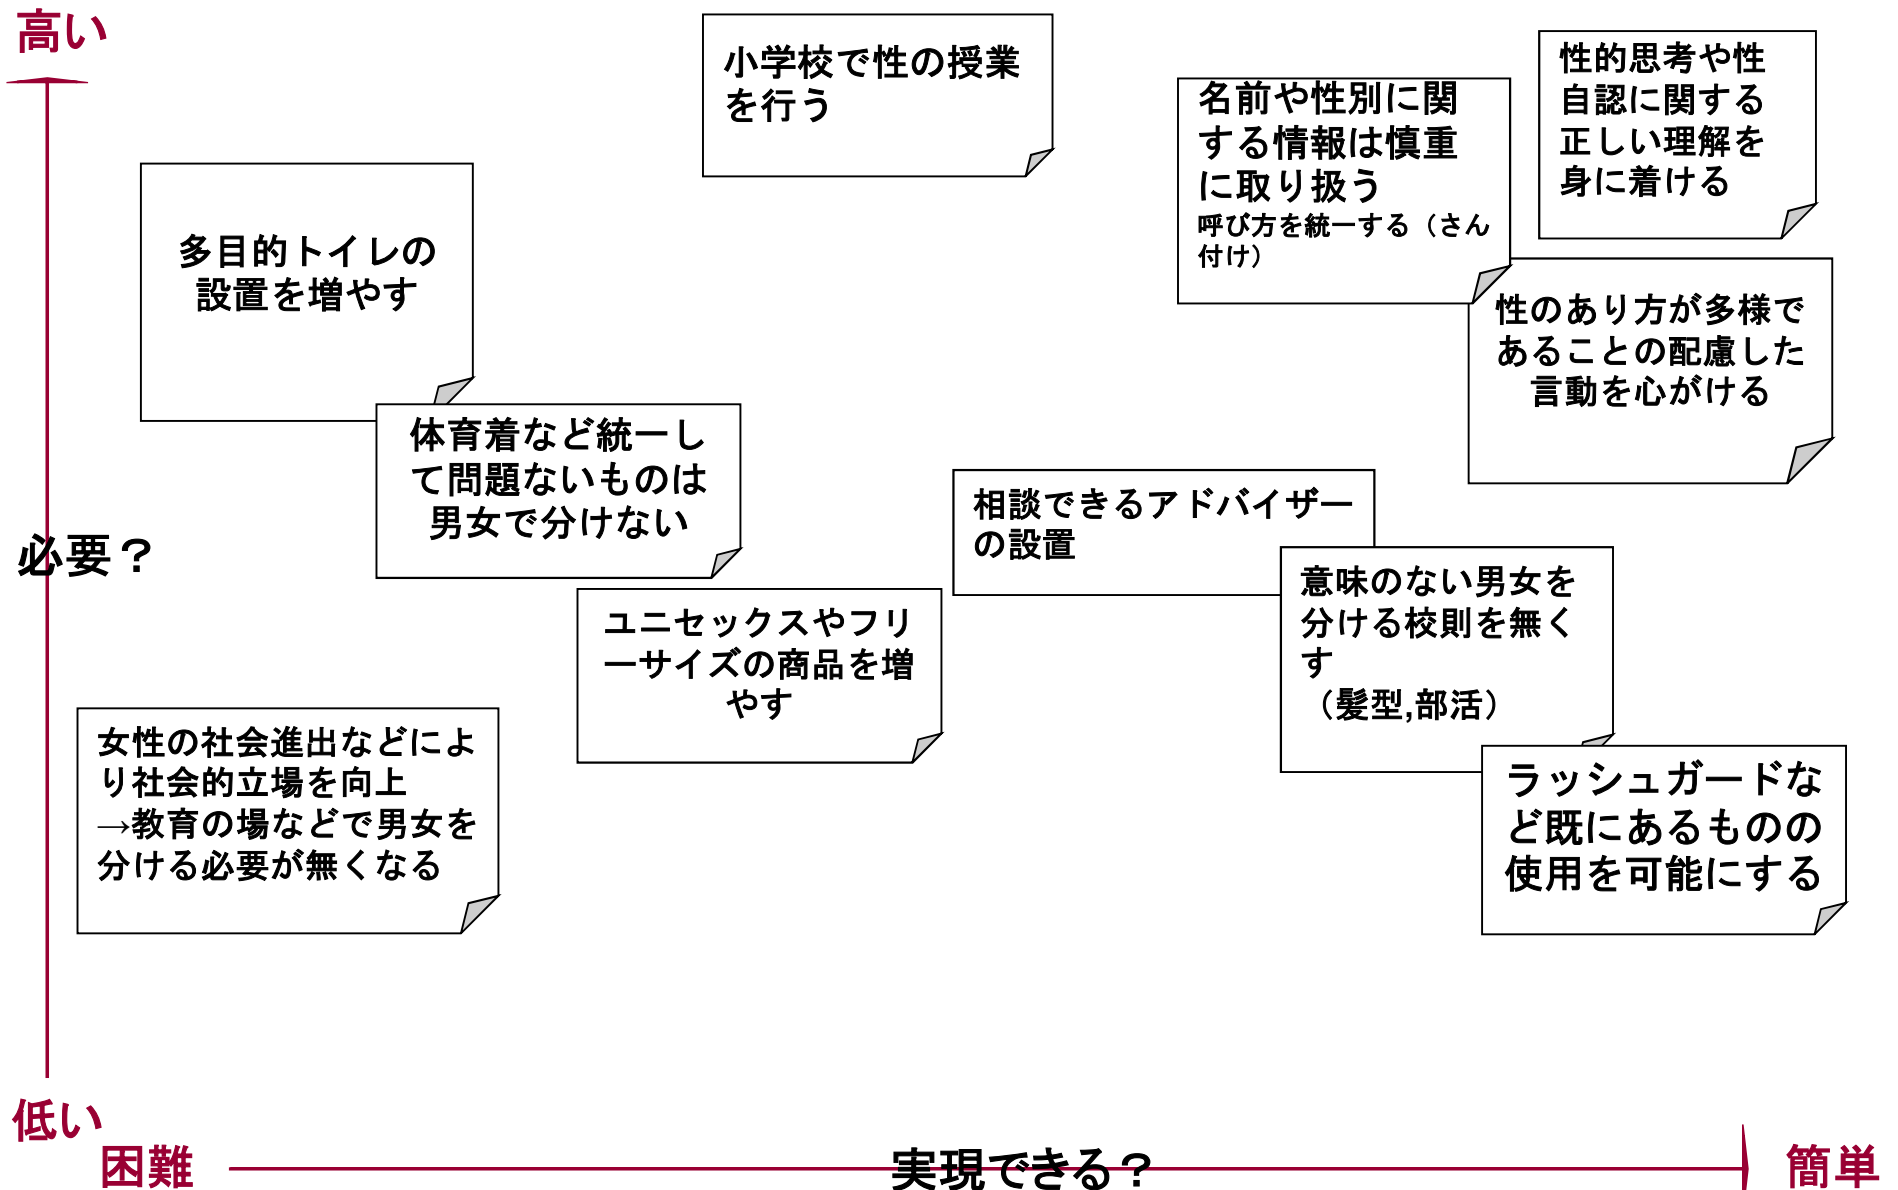 高い
小学校で性の授業
を行う
名前や性別に関
する情報は慎重
に取り扱う
呼び方を統一する（さん
付け）
性的思考や性
自認に関する
正しい理解を
身に着ける
多目的トイレの
設置を増やす
性のあり方が多様で
あることの配慮した
言動を心がける
体育着など統一し
て問題ないものは
男女で分けない
相談できるアドバイザー
の設置
必要？
意味のない男女を
分ける校則を無く
す
（髪型,部活）
ユニセックスやフリ
ーサイズの商品を増
やす
女性の社会進出などによ
り社会的立場を向上
→教育の場などで男女を
分ける必要が無くなる
ラッシュガードな
ど既にあるものの
使用を可能にする
低い
困難
実現できる？
簡単